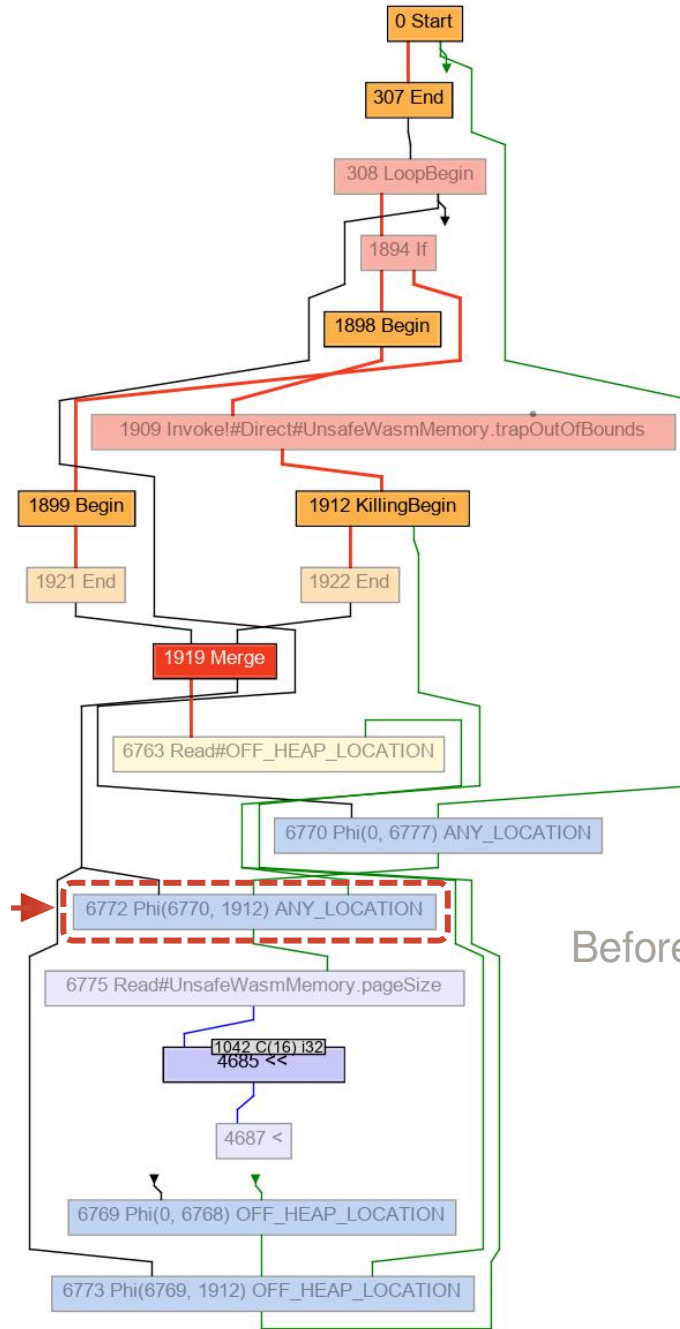 0 Start
307 End
308 LoopBegin
1894 If
1898 Begin
1909 Invoke!#Direct#UnsafeWasmMemory.trapOutOfBounds
1899 Begin
1912 KillingBegin
1921 End
1922 End
1919 Merge
6763 Read#OFF_HEAP_LOCATION
6770 Phi(0, 6777) ANY_LOCATION
6772 Phi(6770, 1912) ANY_LOCATION
Before
6775 Read#UnsafeWasmMemory.pageSize
1042 C(16) i32
4685 <<
4687 <
6769 Phi(0, 6768) OFF_HEAP_LOCATION
6773 Phi(6769, 1912) OFF_HEAP_LOCATION